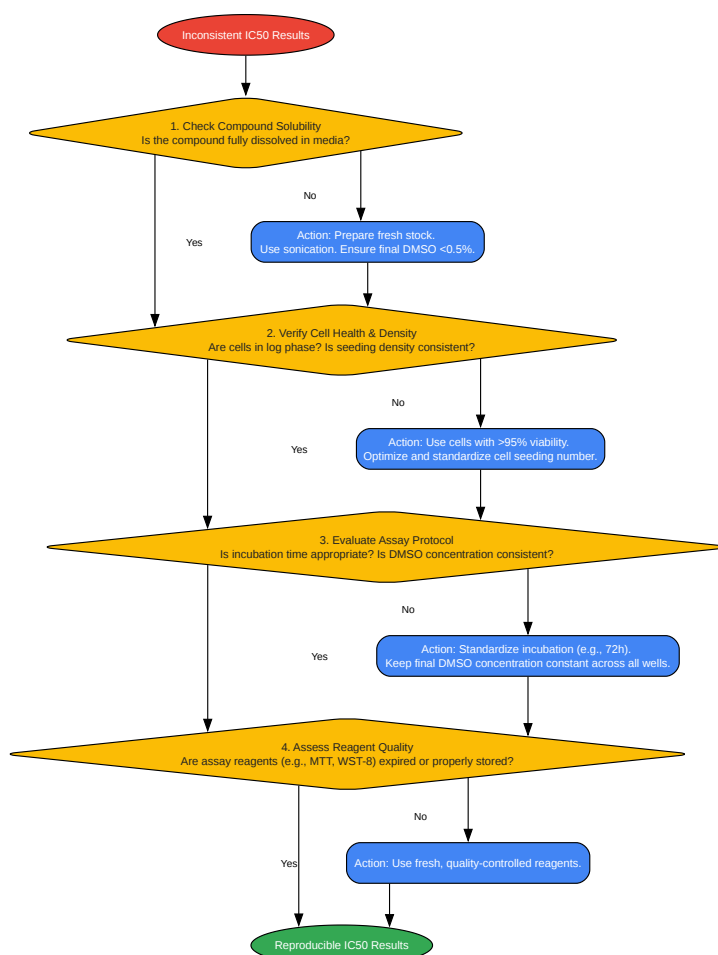 Inconsistent IC50 Results
1. Check Compound Solubility
Is the compound fully dissolved in media?
No
Yes
Action: Prepare fresh stock.
Use sonication. Ensure final DMSO <0.5%.
2. Verify Cell Health & Density
Are cells in log phase? Is seeding density consistent?
No
Yes
Action: Use cells with >95% viability.
Optimize and standardize cell seeding number.
3. Evaluate Assay Protocol
Is incubation time appropriate? Is DMSO concentration consistent?
No
Yes
Action: Standardize incubation (e.g., 72h).
Keep final DMSO concentration constant across all wells.
4. Assess Reagent Quality
Are assay reagents (e.g., MTT, WST-8) expired or properly stored?
No
Yes
Action: Use fresh, quality-controlled reagents.
Reproducible IC50 Results